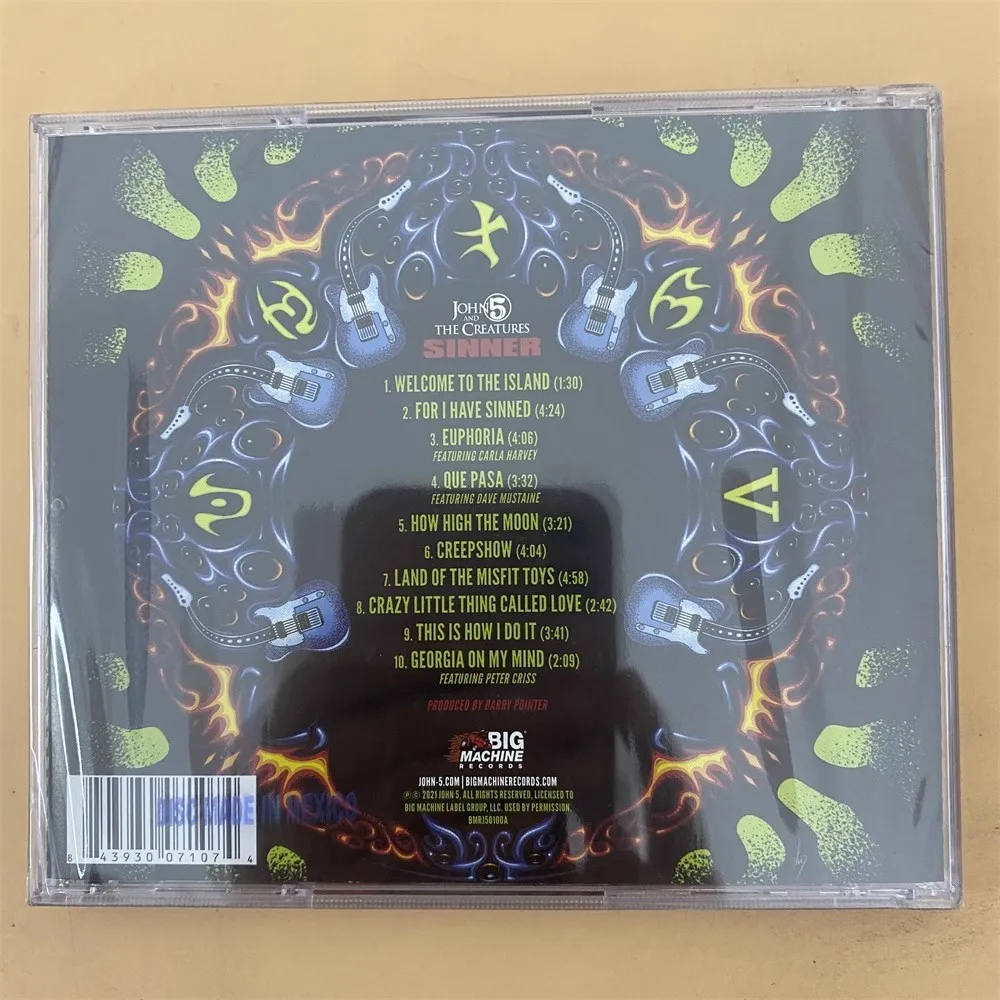 JOHN 5
AND
THE CREATURES
SINNER
1. WELCOME TO THE ISLAND (1:30)
2. FOR I HAVE SINNED (4:24)
3. EUPHORIA (4:06)
FEATURING CARLA HARVEY
4. QUE PASA (3:32)
FEATURING DAVE MUSTAINE
5. HOW HIGH THE MOON (3:21)
6. CREEPSHOW (4:04)
7. LAND OF THE MISFIT TOYS (4:58)
8. CRAZY LITTLE THING CALLED LOVE (2:42)
9. THIS IS HOW I DO IT (3:41)
10. GEORGIA ON MY MIND (2:09)
FEATURING PETER CRISS
PRODUCED BY BARRY POINTER
BIG
MACHINE
RECORDS
JOHN-5.COM | BIGMACHINERECORDS.COM
℗ © 2021 JOHN 5, ALL RIGHTS RESERVED, LICENSED TO
BIG MACHINE LABEL GROUP, LLC. USED BY PERMISSION.
BMRJ50100A
V
DISC MADE IN MEXICO
8 43930 07107 4